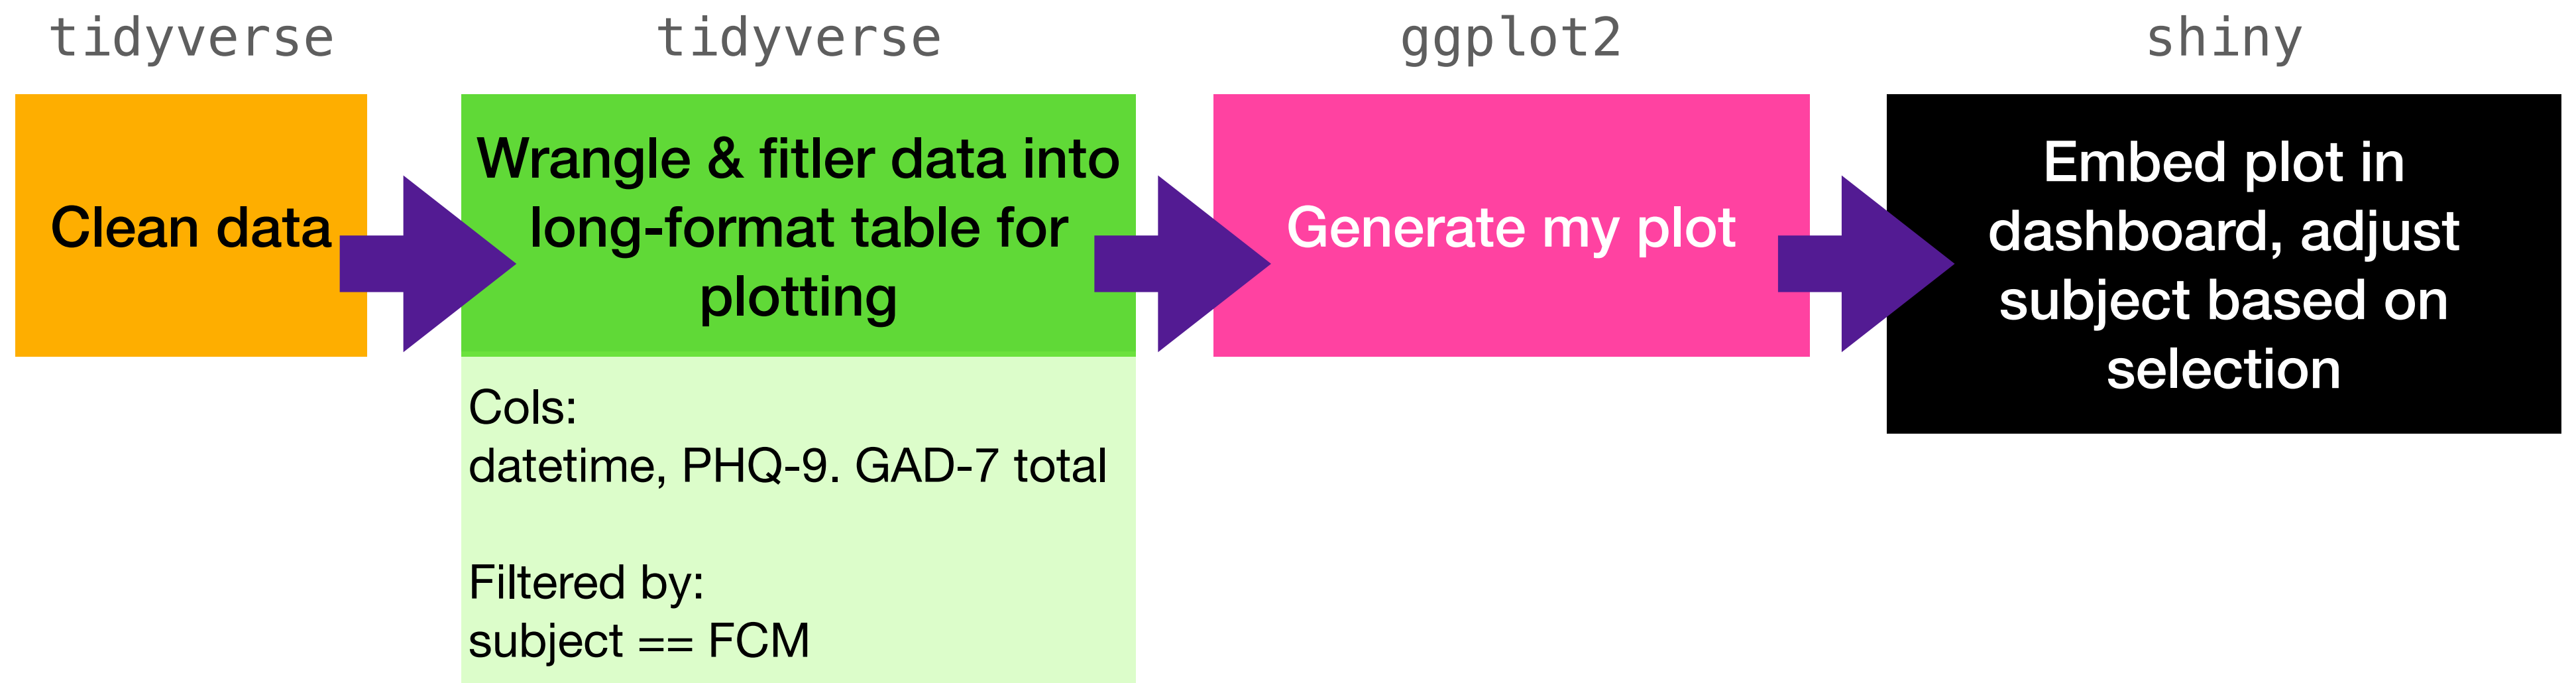 tidyverse
Clean data
tidyverse
Wrangle & fitler data into
long-format table for
plotting
Cols:
datetime, PHQ-9. GAD-7 total
Filtered by:
subject == FCM
ggplot2
Generate my plot
shiny
Embed plot in
dashboard, adjust
subject based on
selection